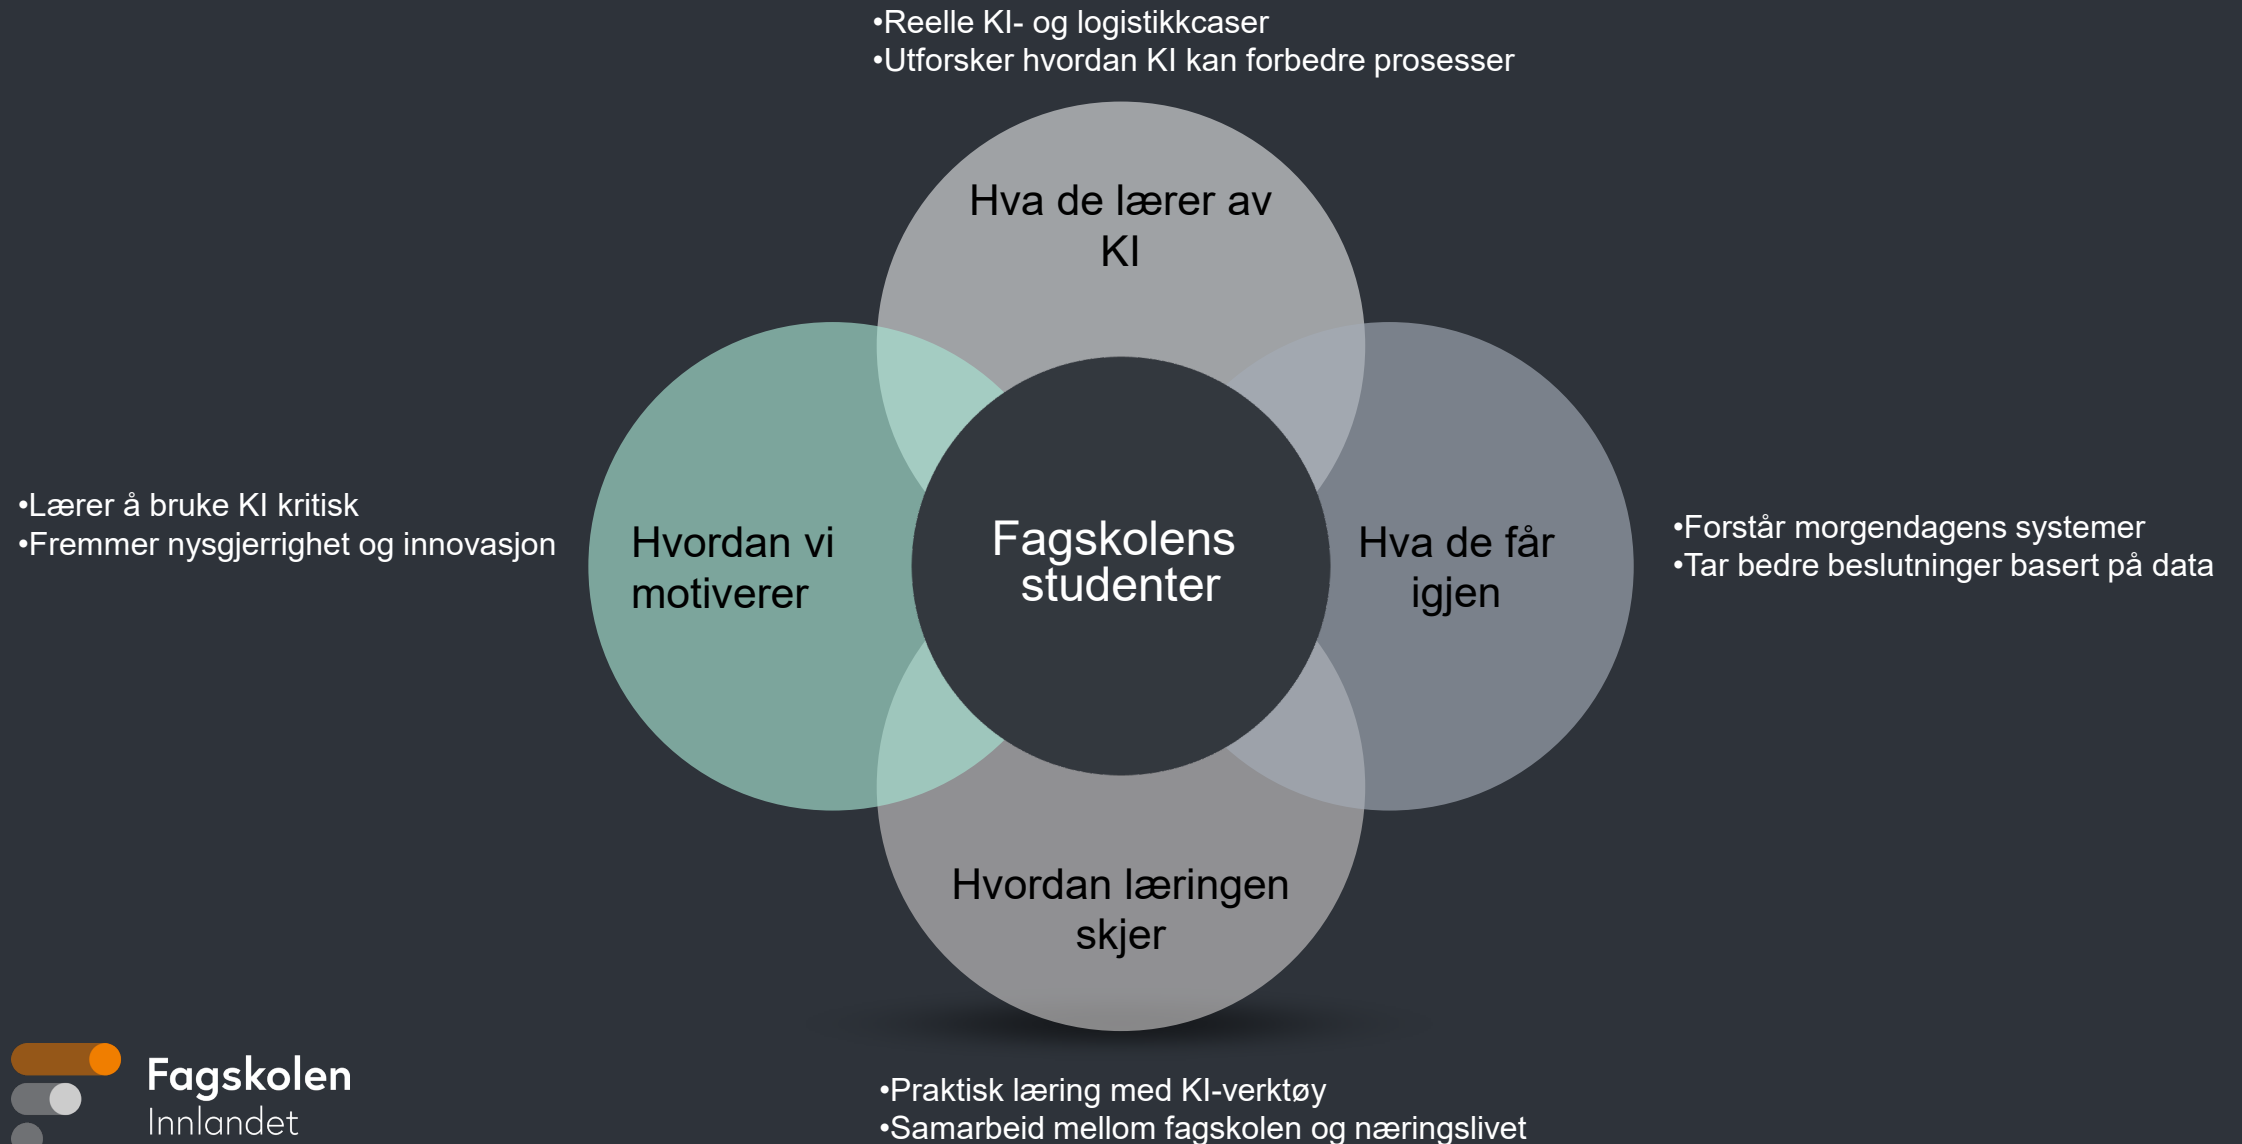 •Reelle KI- og logistikkcaser
•Utforsker hvordan KI kan forbedre prosesser
Hva de lærer av
KI
•Lærer å bruke KI kritisk
•Fremmer nysgjerrighet og innovasjon
Hvordan vi
motiverer
Fagskolens
studenter
Hva de får
igjen
•Forstår morgendagens systemer
•Tar bedre beslutninger basert på data
Hvordan læringen
skjer
•Praktisk læring med KI-verktøy
•Samarbeid mellom fagskolen og næringslivet
Fagskolen
Innlandet